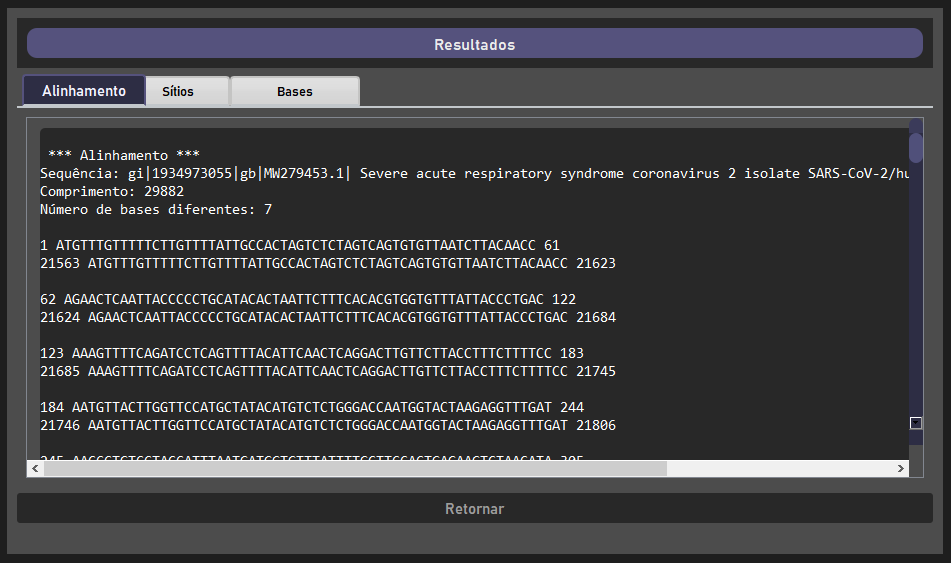 Resultados
Alinhamento
Sítios
Bases
*** Alinhamento ***
Sequência: gi|1934973055|gb|MW279453.1| Severe acute respiratory syndrome coronavirus 2 isolate SARS-CoV-2/hu
Comprimento: 29882
Número de bases diferentes: 7
1 ATGTTTGTTTTTCTTGTTTTATTGCCACTAGTCTCTAGTCAGTGTGTTAATCTTACAACC 61
21563 ATGTTTGTTTTTCTTGTTTTATTGCCACTAGTCTCTAGTCAGTGTGTTAATCTTACAACC 21623
62 AGAACTCAATTACCCCCTGCATACACTAATTCTTTCACACGTGGTGTTTATTACCCTGAC 122
21624 AGAACTCAATTACCCCCTGCATACACTAATTCTTTCACACGTGGTGTTTATTACCCTGAC 21684
123 AAAGTTTTCAGATCCTCAGTTTTACATTCAACTCAGGACTTGTTCTTACCTTTCTTTTCC 183
21685 AAAGTTTTCAGATCCTCAGTTTTACATTCAACTCAGGACTTGTTCTTACCTTTCTTTTCC 21745
184 AATGTTACTTGGTTCCATGCTATACATGTCTCTGGGACCAATGGTACTAAGAGGTTTGAT 244
21746 AATGTTACTTGGTTCCATGCTATACATGTCTCTGGGACCAATGGTACTAAGAGGTTTGAT 21806
Retornar